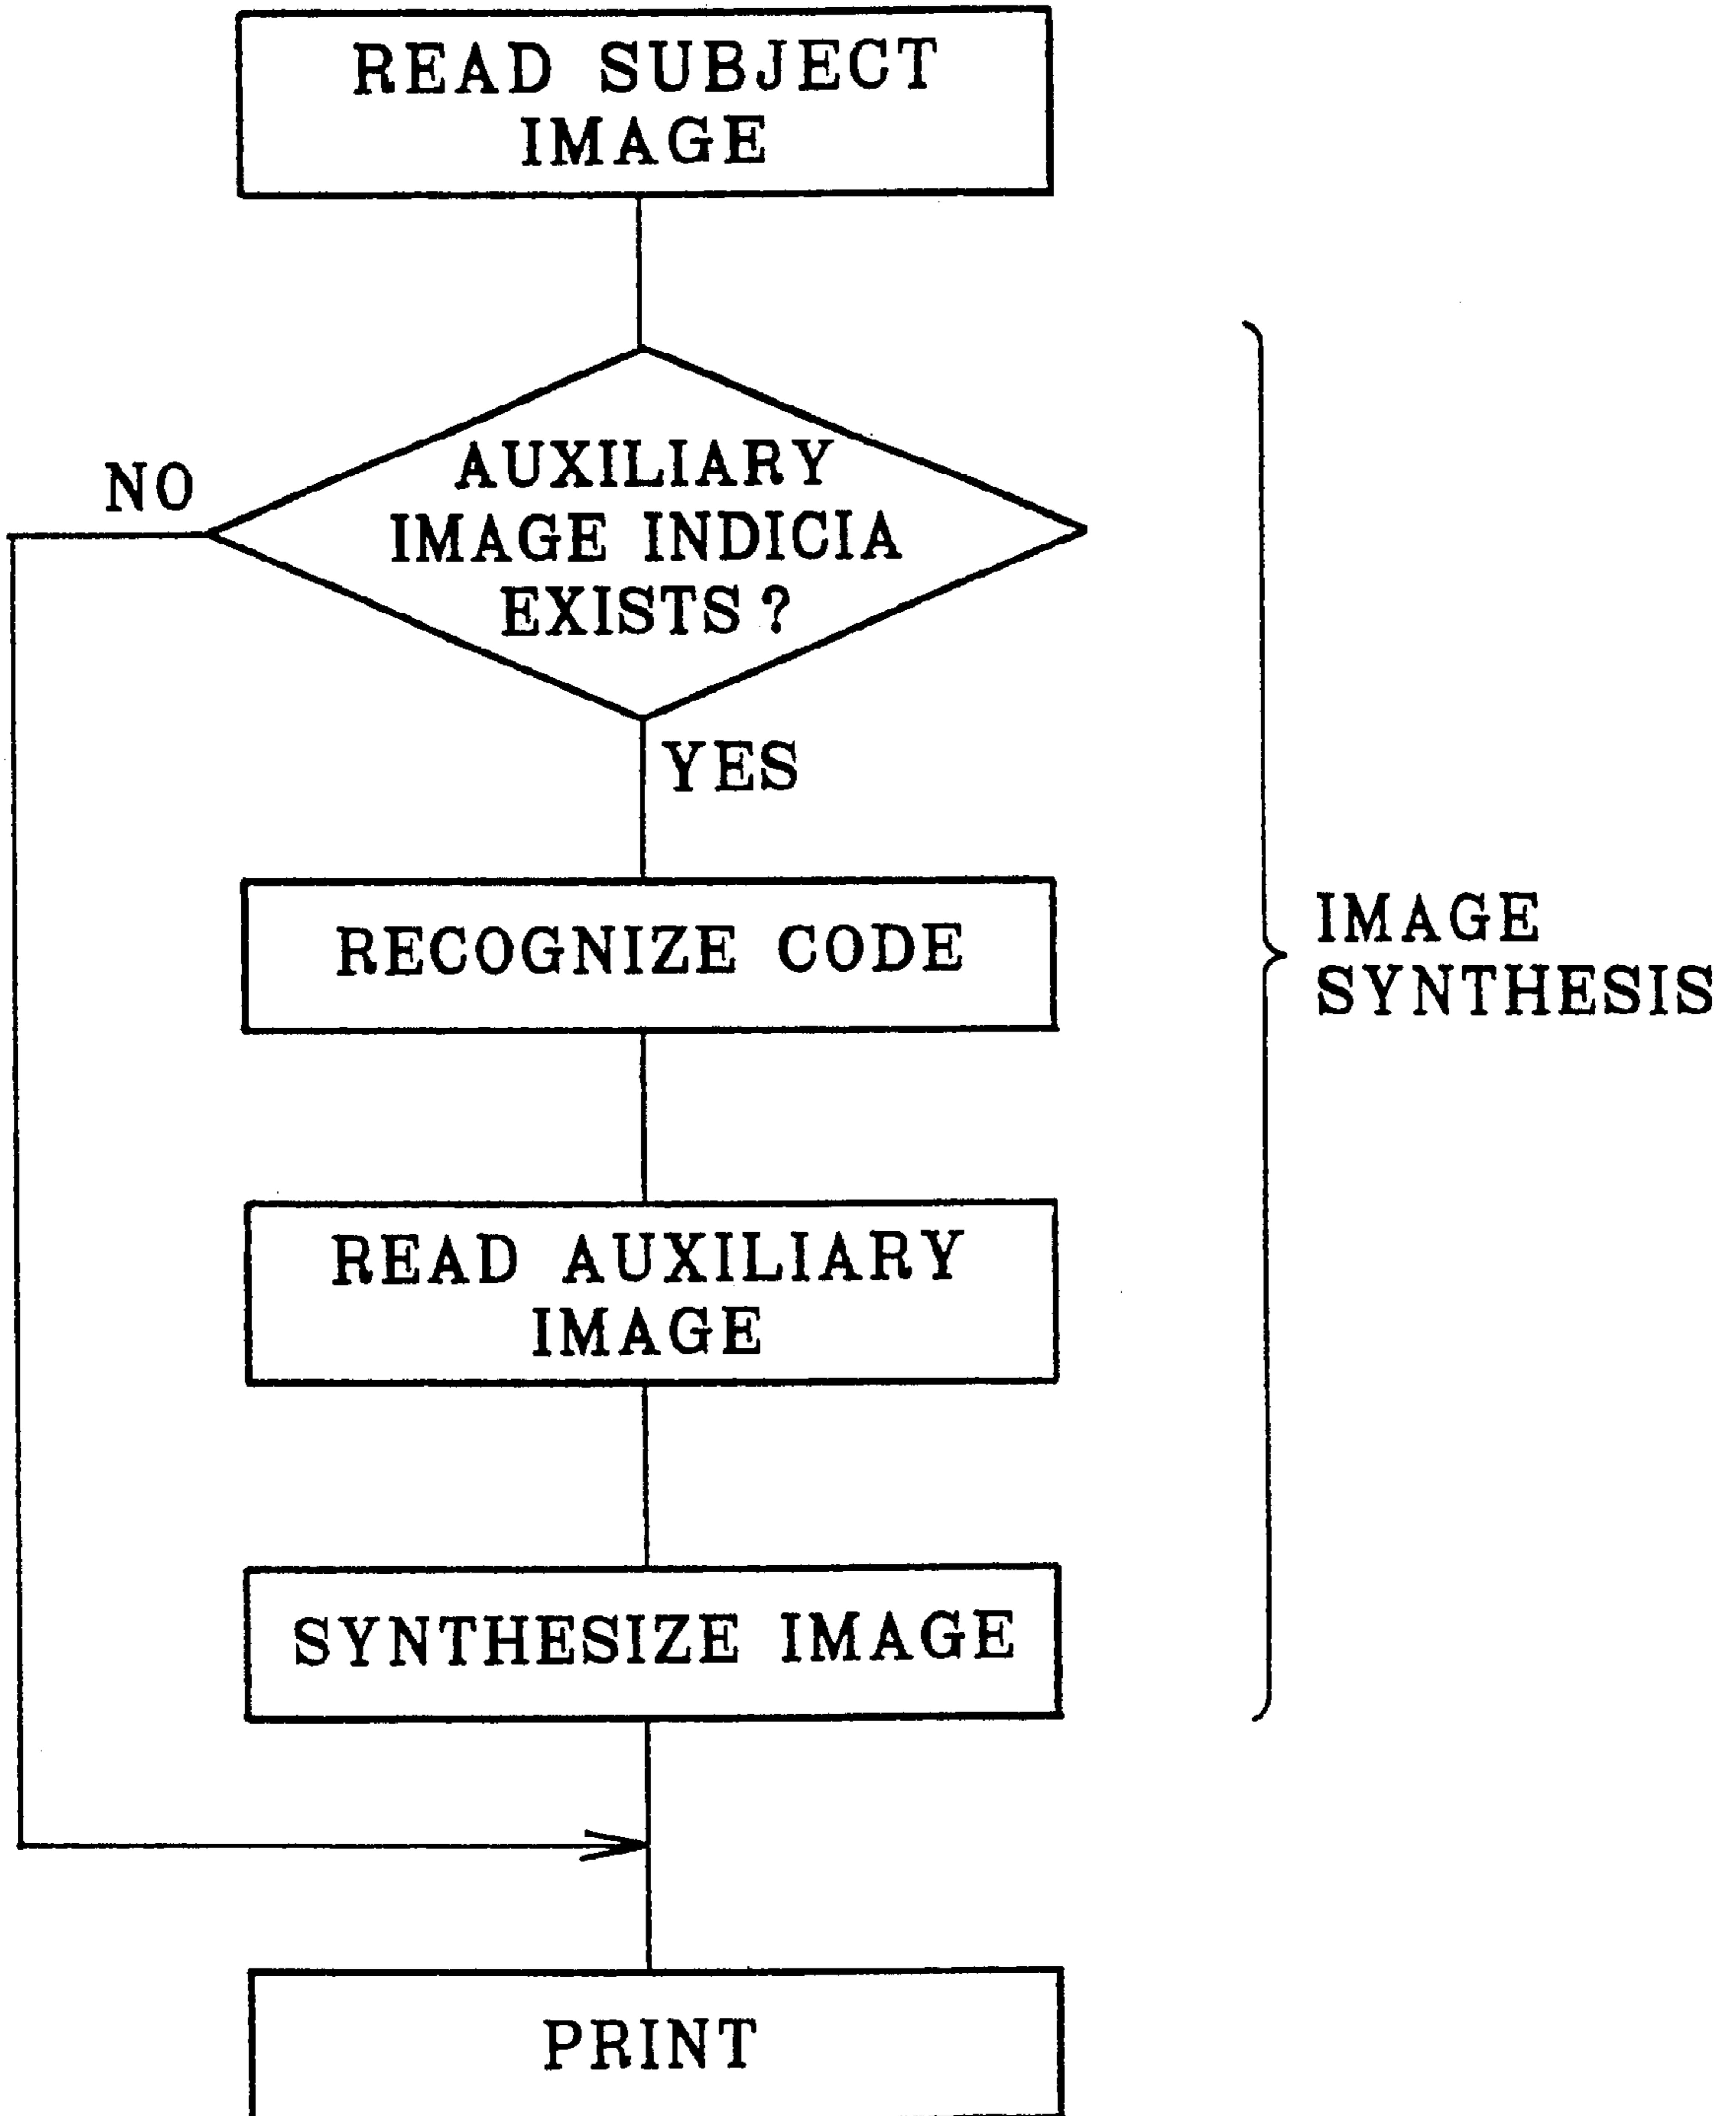 READ SUBJECT
IMAGE
AUXILIARY
IMAGE INDICIA
EXISTS?
NO
YES
RECOGNIZE CODE
READ AUXILIARY
IMAGE
SYNTHESIZE IMAGE
IMAGE
SYNTHESIS
PRINT